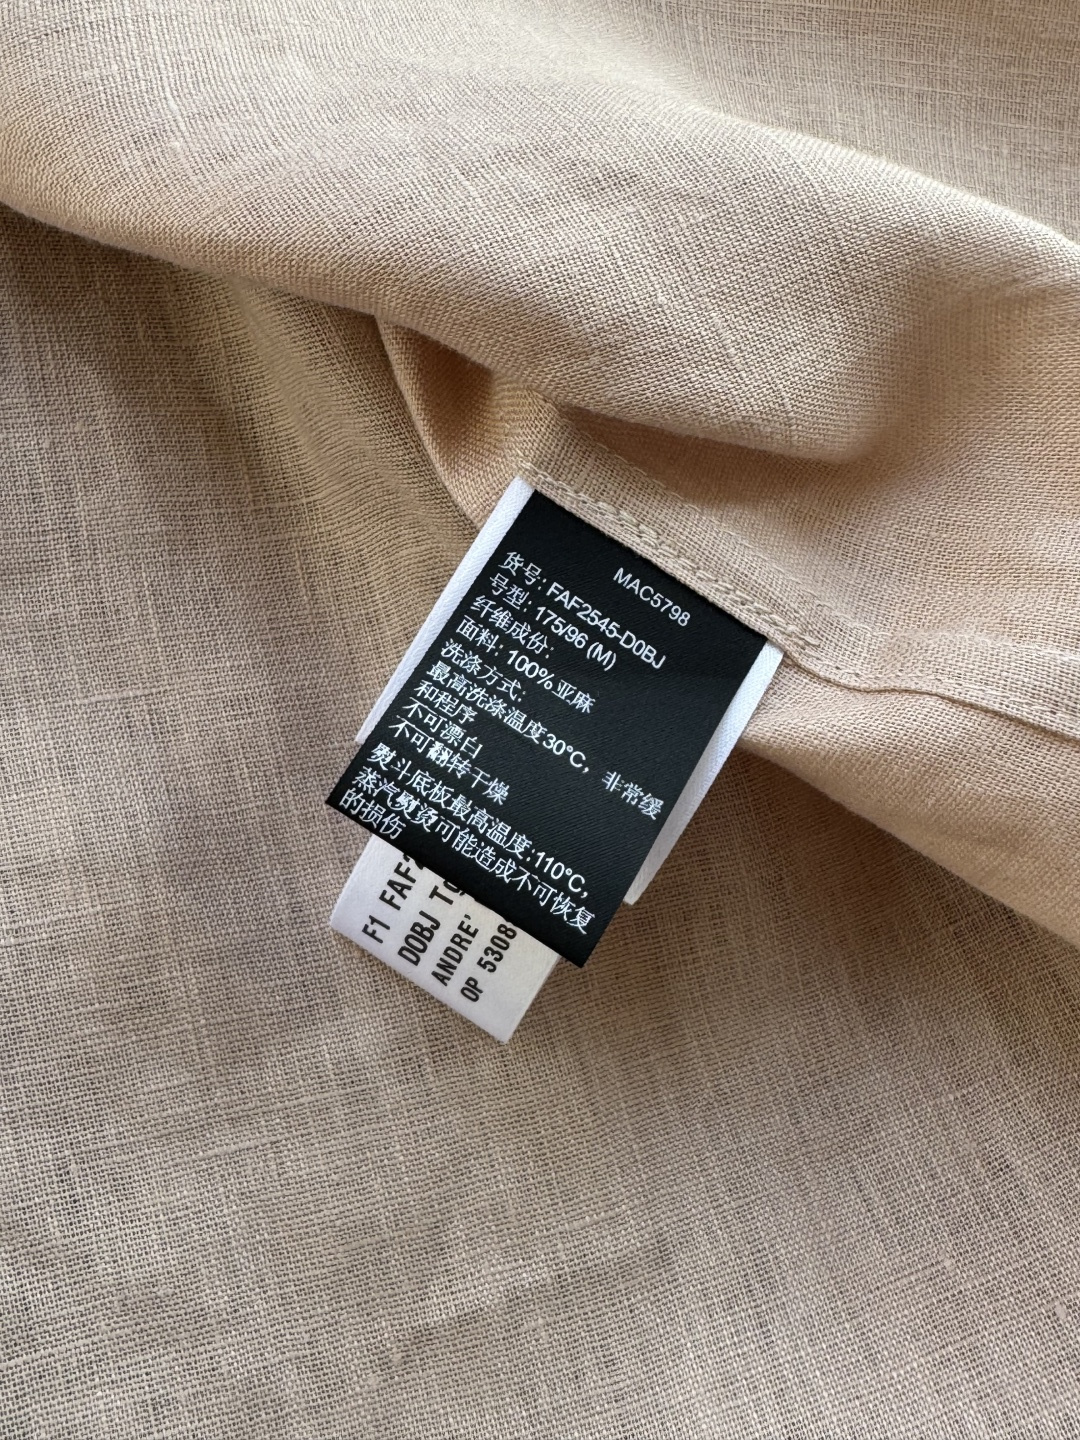 MAC5798
货号: FAF2545-D0BJ
号型: 175/96 (M)
纤维成份:
面料: 100% 亚麻
洗涤方式:
最高洗涤温度30°C，非常缓
和程序
不可漂白
不可翻转干燥
熨斗底板最高温度:110°C，
蒸汽熨烫可能造成不可恢复
的损伤
F1 FAF
D0BJ
ANDRE'
OP 5308